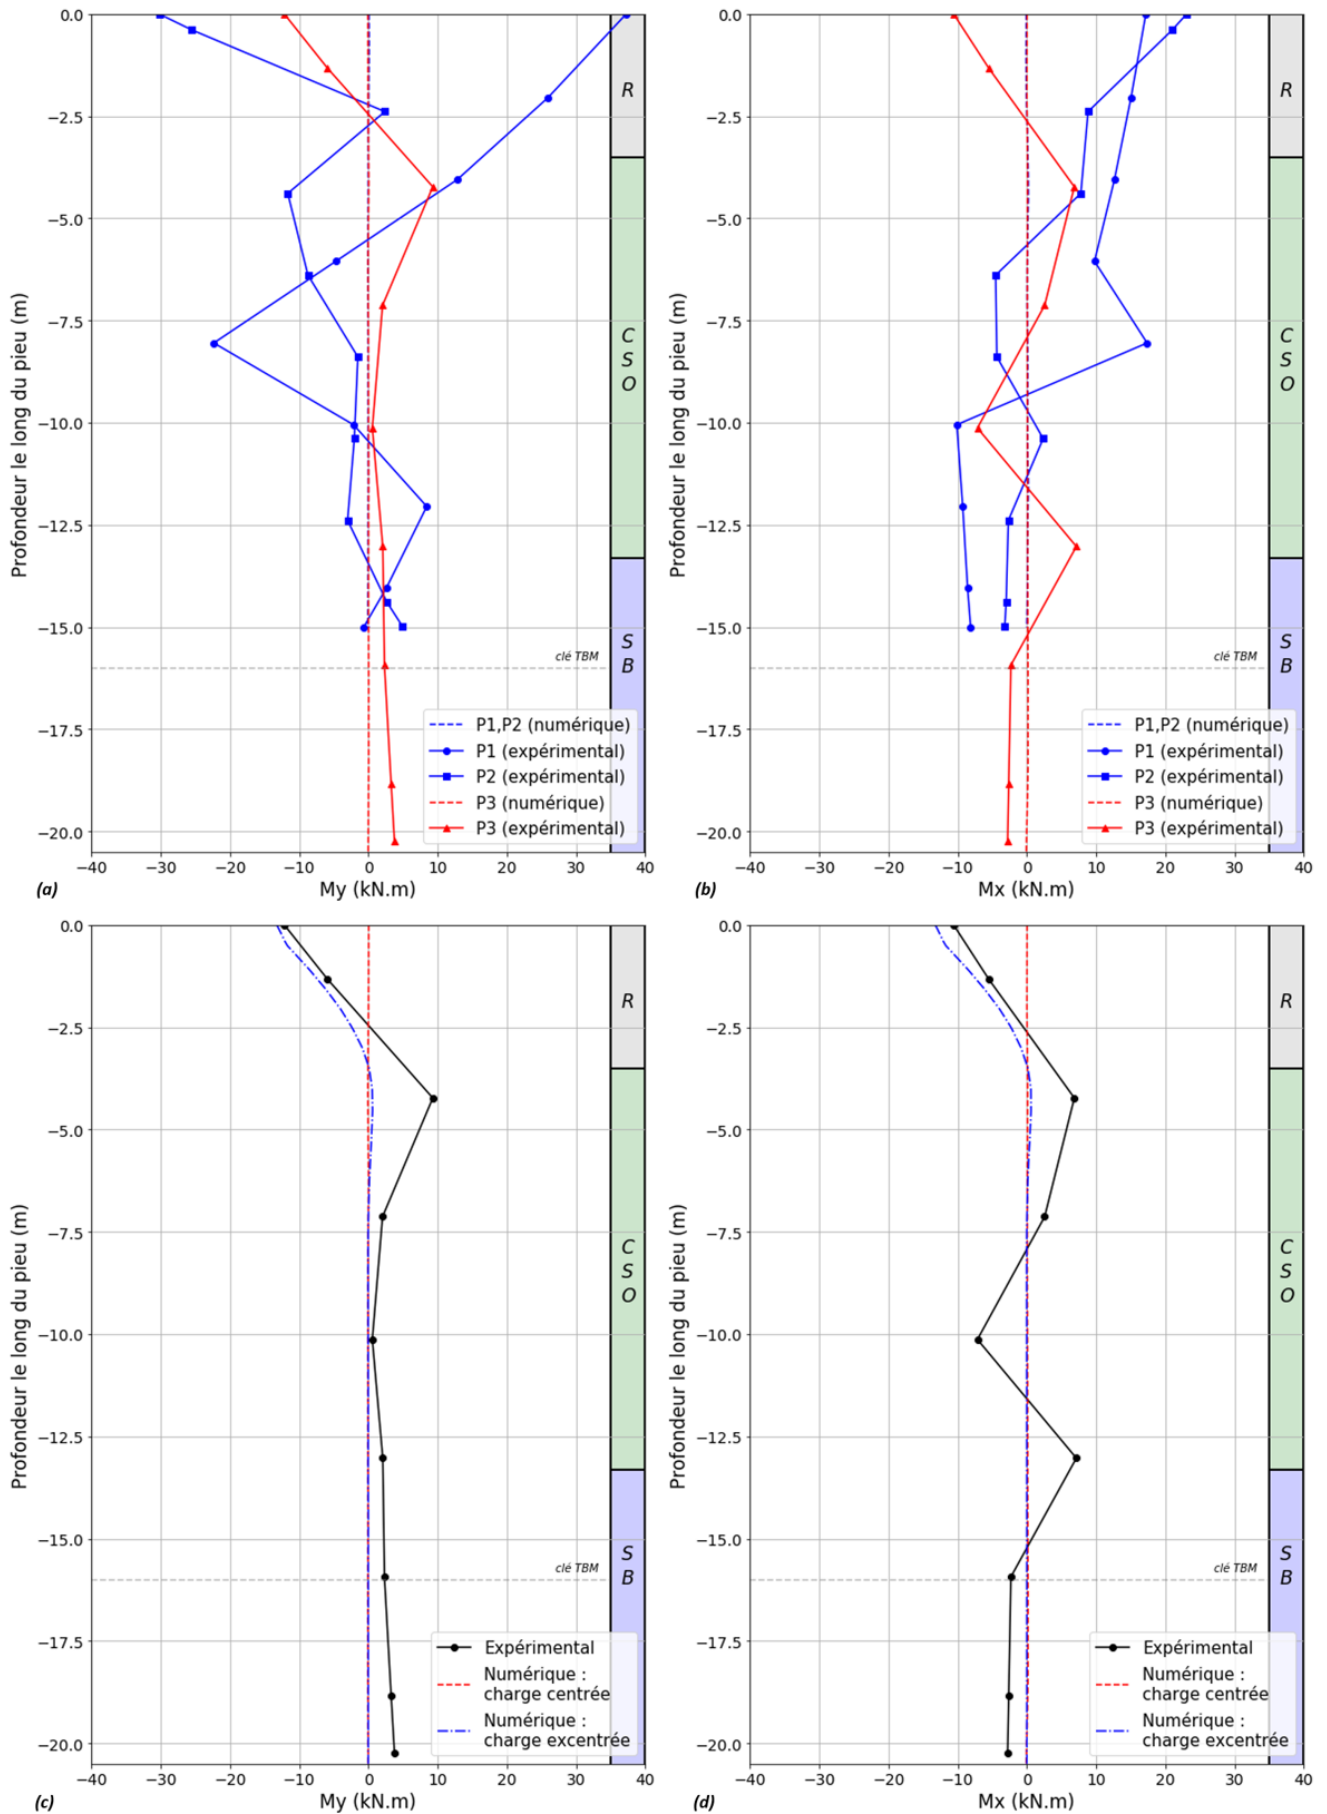 0.0
−2.5
−5.0
−7.5
−10.0
−12.5
−15.0
−17.5
−20.0
Profondeur le long du pieu (m)
R
C
S
O
S
B
clé TBM
P1,P2 (numérique)
P1 (expérimental)
P2 (expérimental)
P3 (numérique)
P3 (expérimental)
−40 −30 −20 −10 0 10 20 30 40
(a)
My (kN.m)
0.0
−2.5
−5.0
−7.5
−10.0
−12.5
−15.0
−17.5
−20.0
Profondeur le long du pieu (m)
R
C
S
O
S
B
clé TBM
P1,P2 (numérique)
P1 (expérimental)
P2 (expérimental)
P3 (numérique)
P3 (expérimental)
−40 −30 −20 −10 0 10 20 30 40
(b)
Mx (kN.m)
0.0
−2.5
−5.0
−7.5
−10.0
−12.5
−15.0
−17.5
−20.0
Profondeur le long du pieu (m)
R
C
S
O
S
B
clé TBM
Expérimental
Numérique :
charge centrée
Numérique :
charge excentrée
−40 −30 −20 −10 0 10 20 30 40
(c)
My (kN.m)
0.0
−2.5
−5.0
−7.5
−10.0
−12.5
−15.0
−17.5
−20.0
Profondeur le long du pieu (m)
R
C
S
O
S
B
clé TBM
Expérimental
Numérique :
charge centrée
Numérique :
charge excentrée
−40 −30 −20 −10 0 10 20 30 40
(d)
Mx (kN.m)